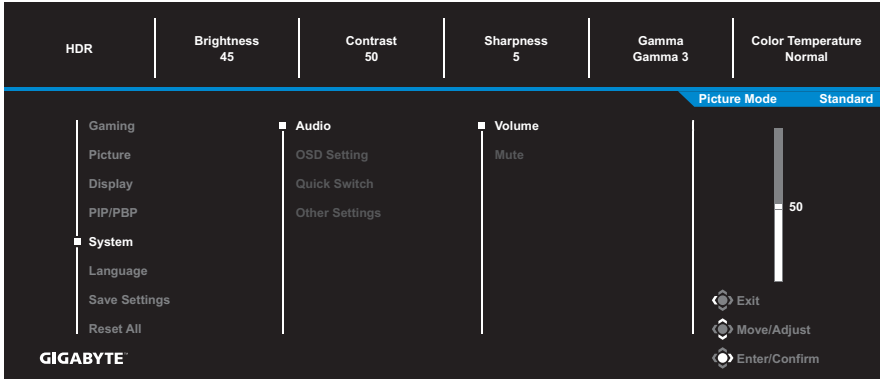 HDR
Brightness
45
Contrast
50
Sharpness
5
Gamma
Gamma 3
Color Temperature
Normal
Picture Mode Standard
Gaming
Picture
Display
PIP/PBP
System
Language
Save Settings
Reset All
Audio
OSD Setting
Quick Switch
Other Settings
Volume
Mute
50
Exit
Move/Adjust
Enter/Confirm
GIGABYTE™